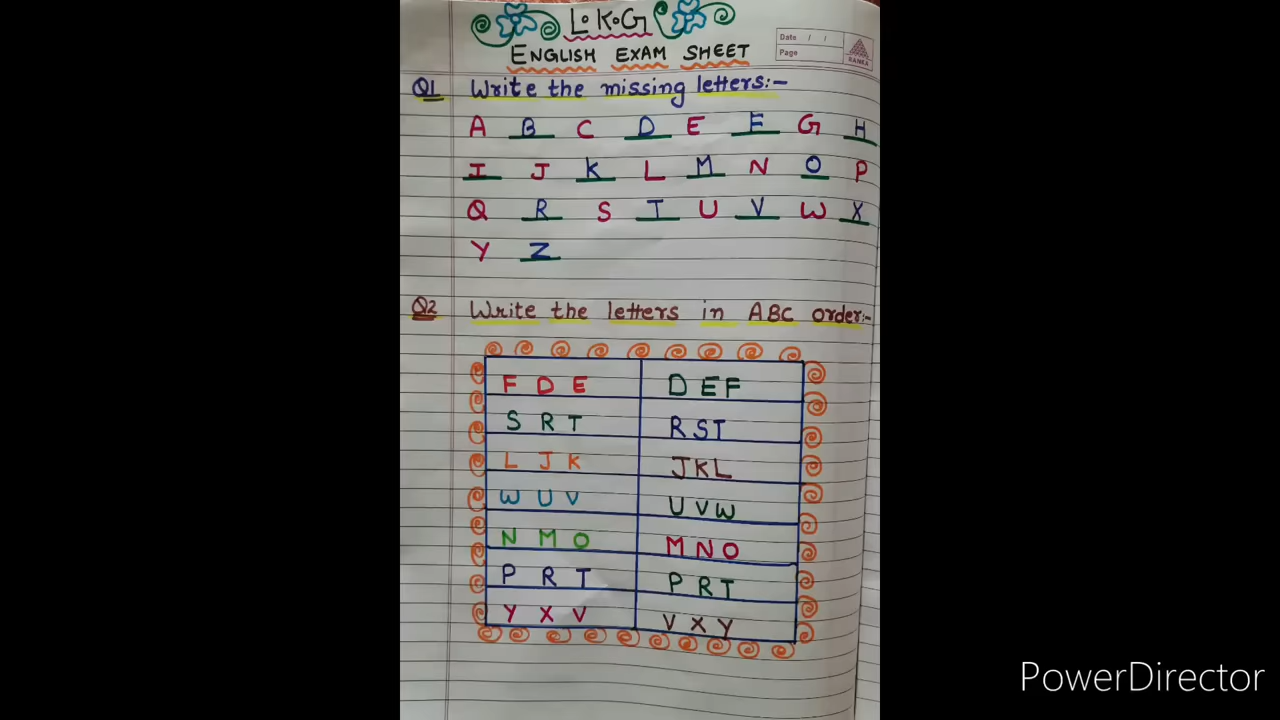 L.K.G
ENGLISH EXAM SHEET
Date / /
Page
RANKA
Q1 Write the missing letters:-
A B C D E F G H
I J K L M N O P
Q R S T U V W X
Y Z
Q2 Write the letters in ABC order:-
F D E DEF
S R T RST
L J K JKL
W U V UVW
N M O MNO
P R T PRT
Y X V VXY
PowerDirector